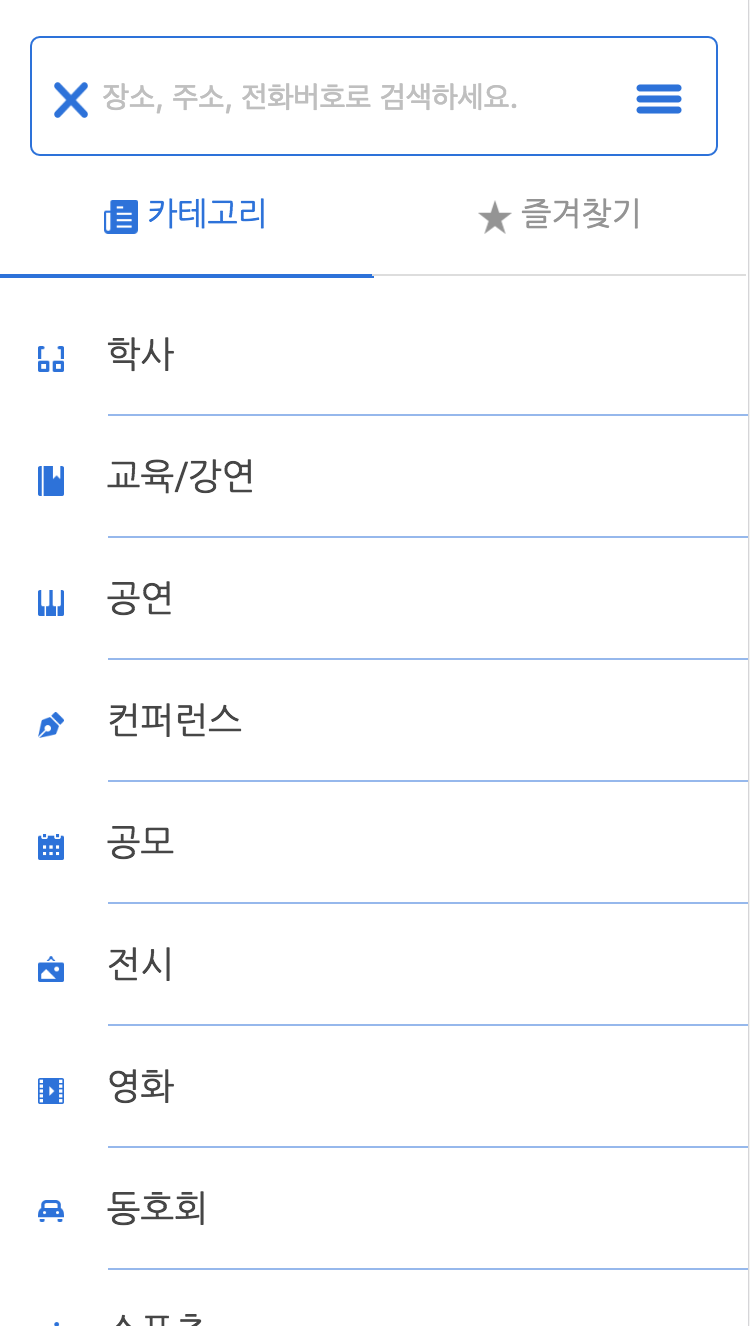 장소, 주소, 전화버호로 검색하세요.
카테고리 즐겨찾기
학사
교육/강연
공연
컨퍼런스
공모
전시
영화
동호회